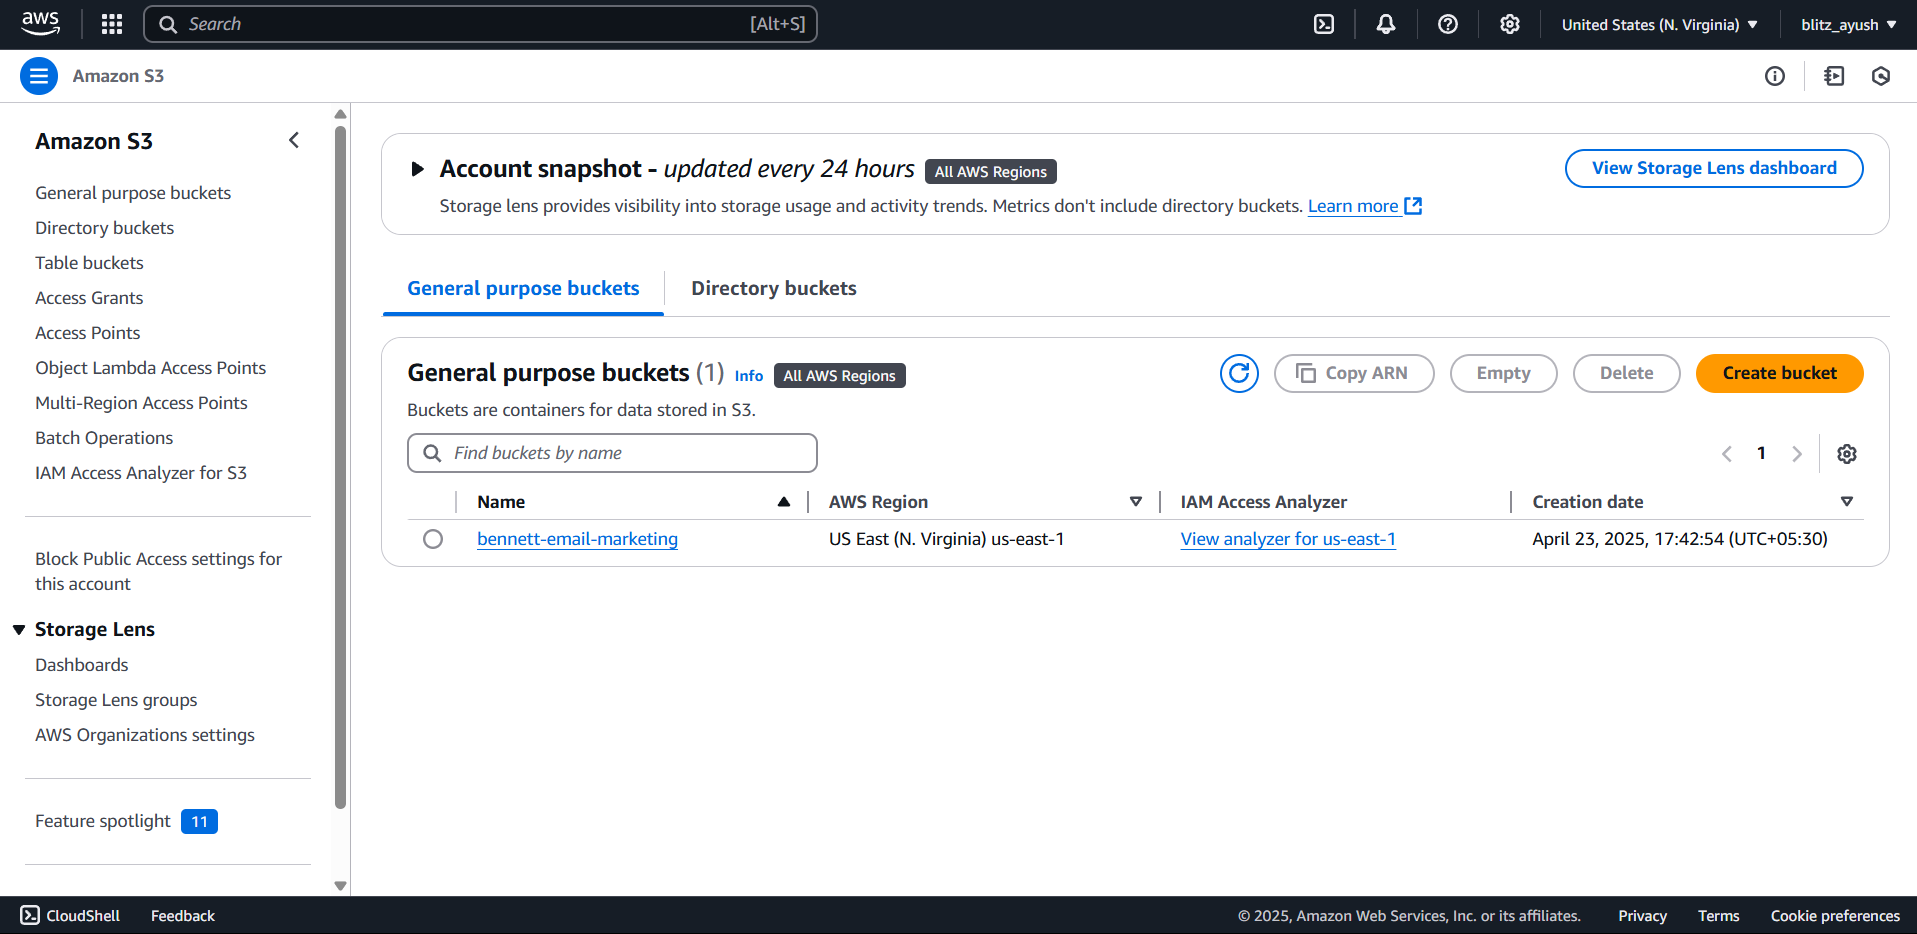 aws
Search [Alt+S]
United States (N. Virginia)
blitz_ayush
Amazon S3
Amazon S3
General purpose buckets
Directory buckets
Table buckets
Access Grants
Access Points
Object Lambda Access Points
Multi-Region Access Points
Batch Operations
IAM Access Analyzer for S3
Block Public Access settings for
this account
Storage Lens
Dashboards
Storage Lens groups
AWS Organizations settings
Feature spotlight 11
Account snapshot - updated every 24 hours All AWS Regions
View Storage Lens dashboard
Storage lens provides visibility into storage usage and activity trends. Metrics don't include directory buckets. Learn more
General purpose buckets
Directory buckets
General purpose buckets (1) Info All AWS Regions
Copy ARN
Empty
Delete
Create bucket
Buckets are containers for data stored in S3.
Find buckets by name
1
Name AWS Region IAM Access Analyzer Creation date
bennett-email-marketing US East (N. Virginia) us-east-1 View analyzer for us-east-1 April 23, 2025, 17:42:54 (UTC+05:30)
CloudShell Feedback © 2025, Amazon Web Services, Inc. or its affiliates. Privacy Terms Cookie preferences